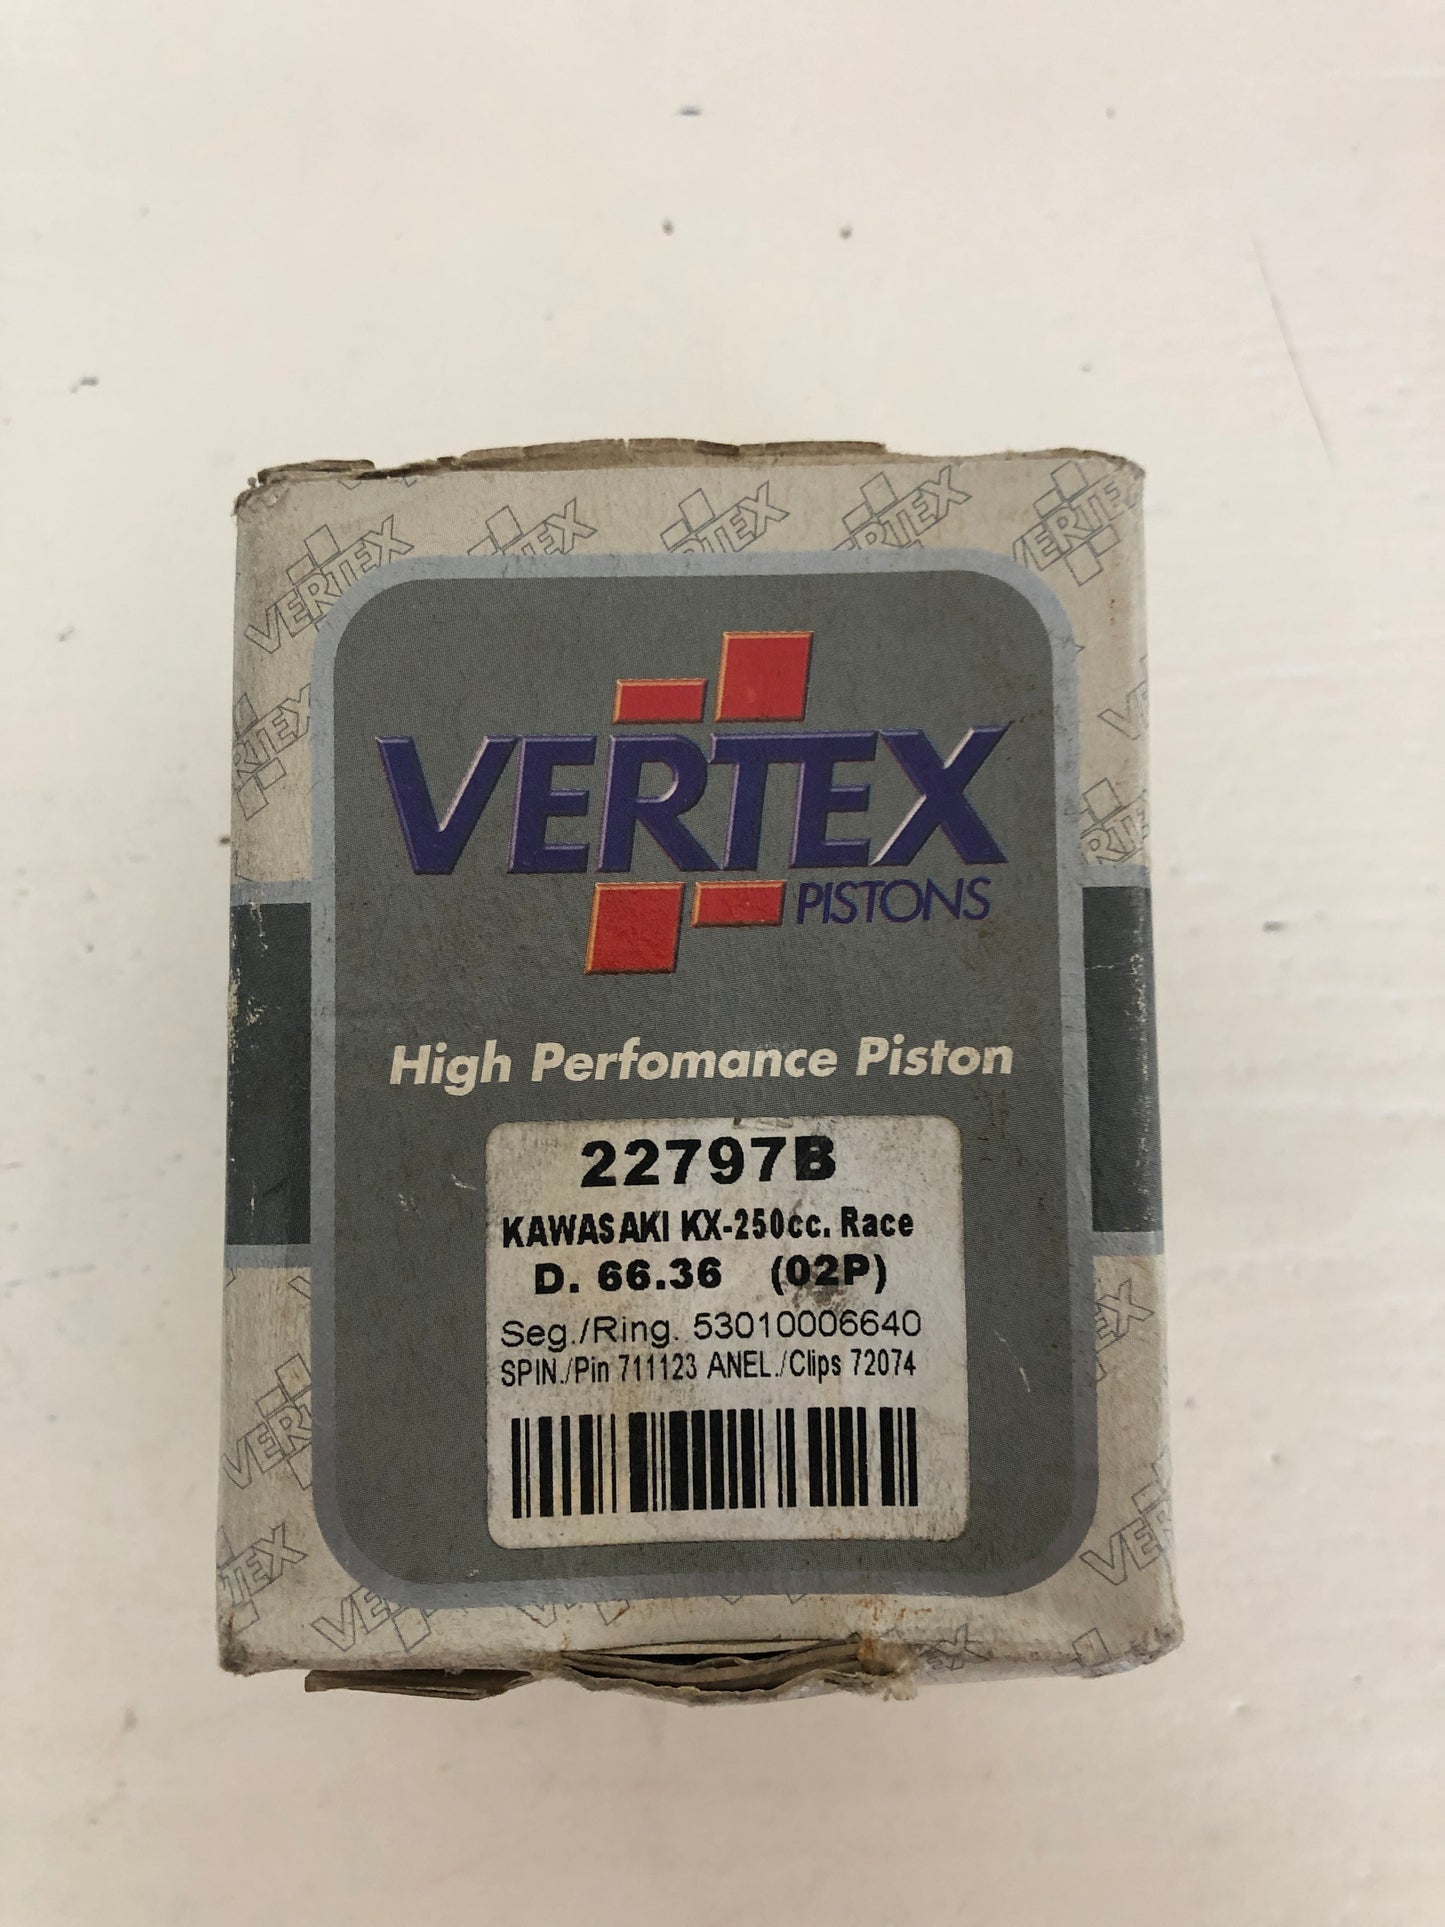 VERTEX
PISTONS
High Perfomance Piston
22797B
KAWASAKI KX-250cc. Race
D. 66.36 (02P)
Seg./Ring. 53010006640
SPIN./Pin 711123 ANEL./Clips 72074